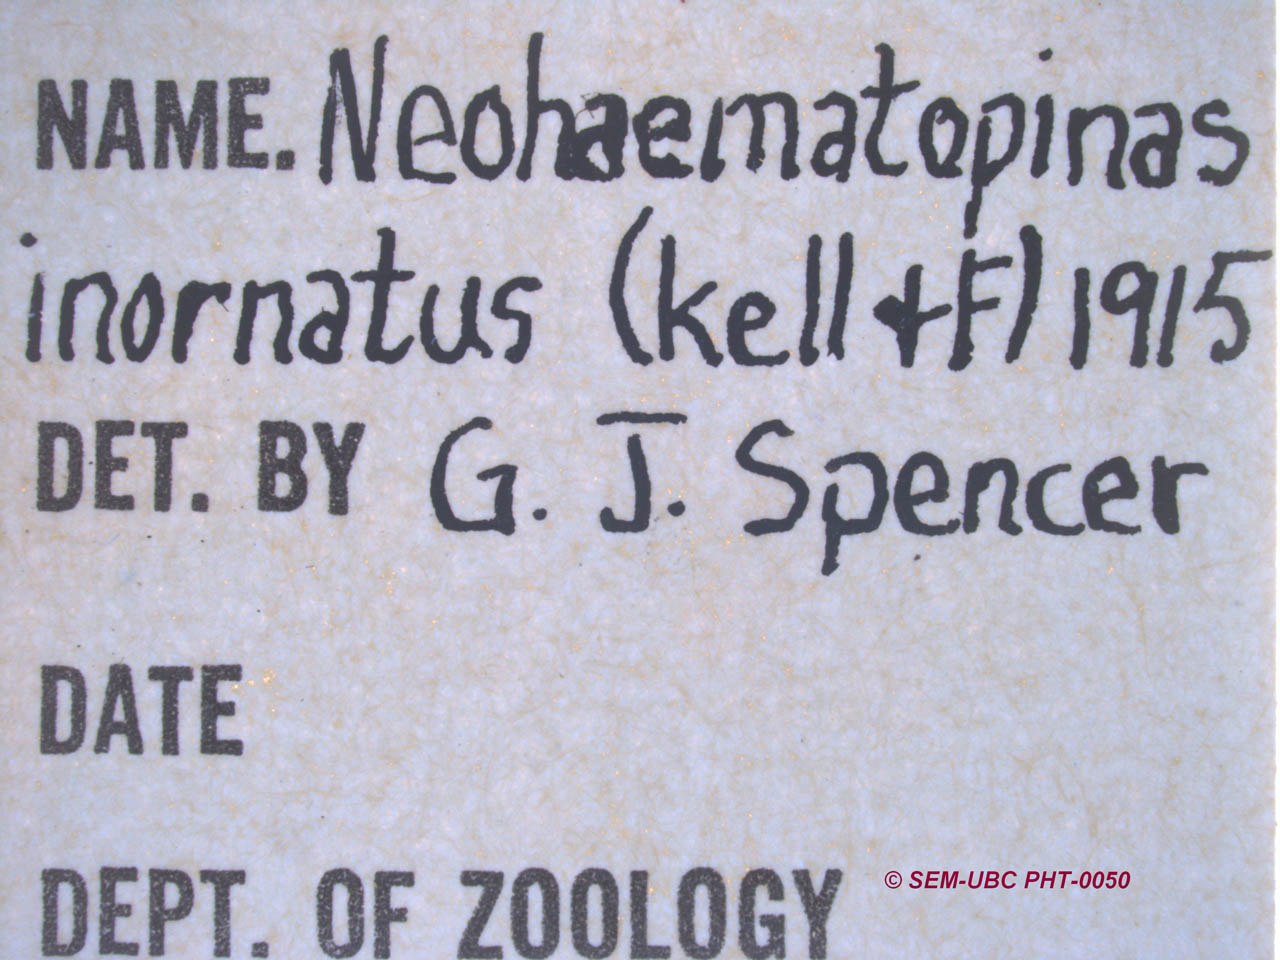 NAME. Neohaematopinas
inornatus (kell + F) 1915
DET. BY G. J. Spencer
DATE
DEPT. OF ZOOLOGY
© SEM-UBC PHT-0050